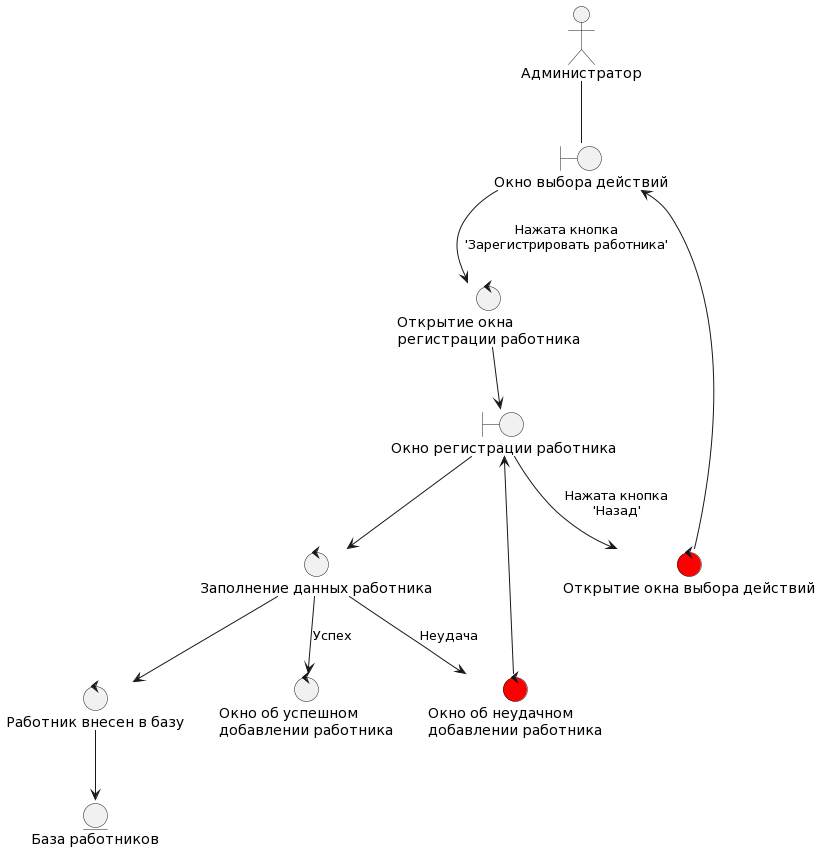 Администратор
Окно выбора действий
Нажата кнопка
'Зарегистрировать работника'
Открытие окна
регистрации работника
Окно регистрации работника
Нажата кнопка
'Назад'
Заполнение данных работника
Открытие окна выбора действий
Успех
Неудача
Работник внесен в базу
Окно об успешном
добавлении работника
Окно об неудачном
добавлении работника
База работников